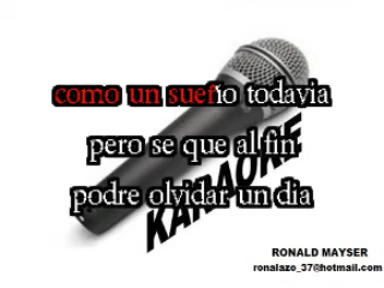 como un sueño todavia
pero se que al fin
podre olvidar un dia
KARAOKE
RONALD MAYSER
ronalazo_37@hotmail.com